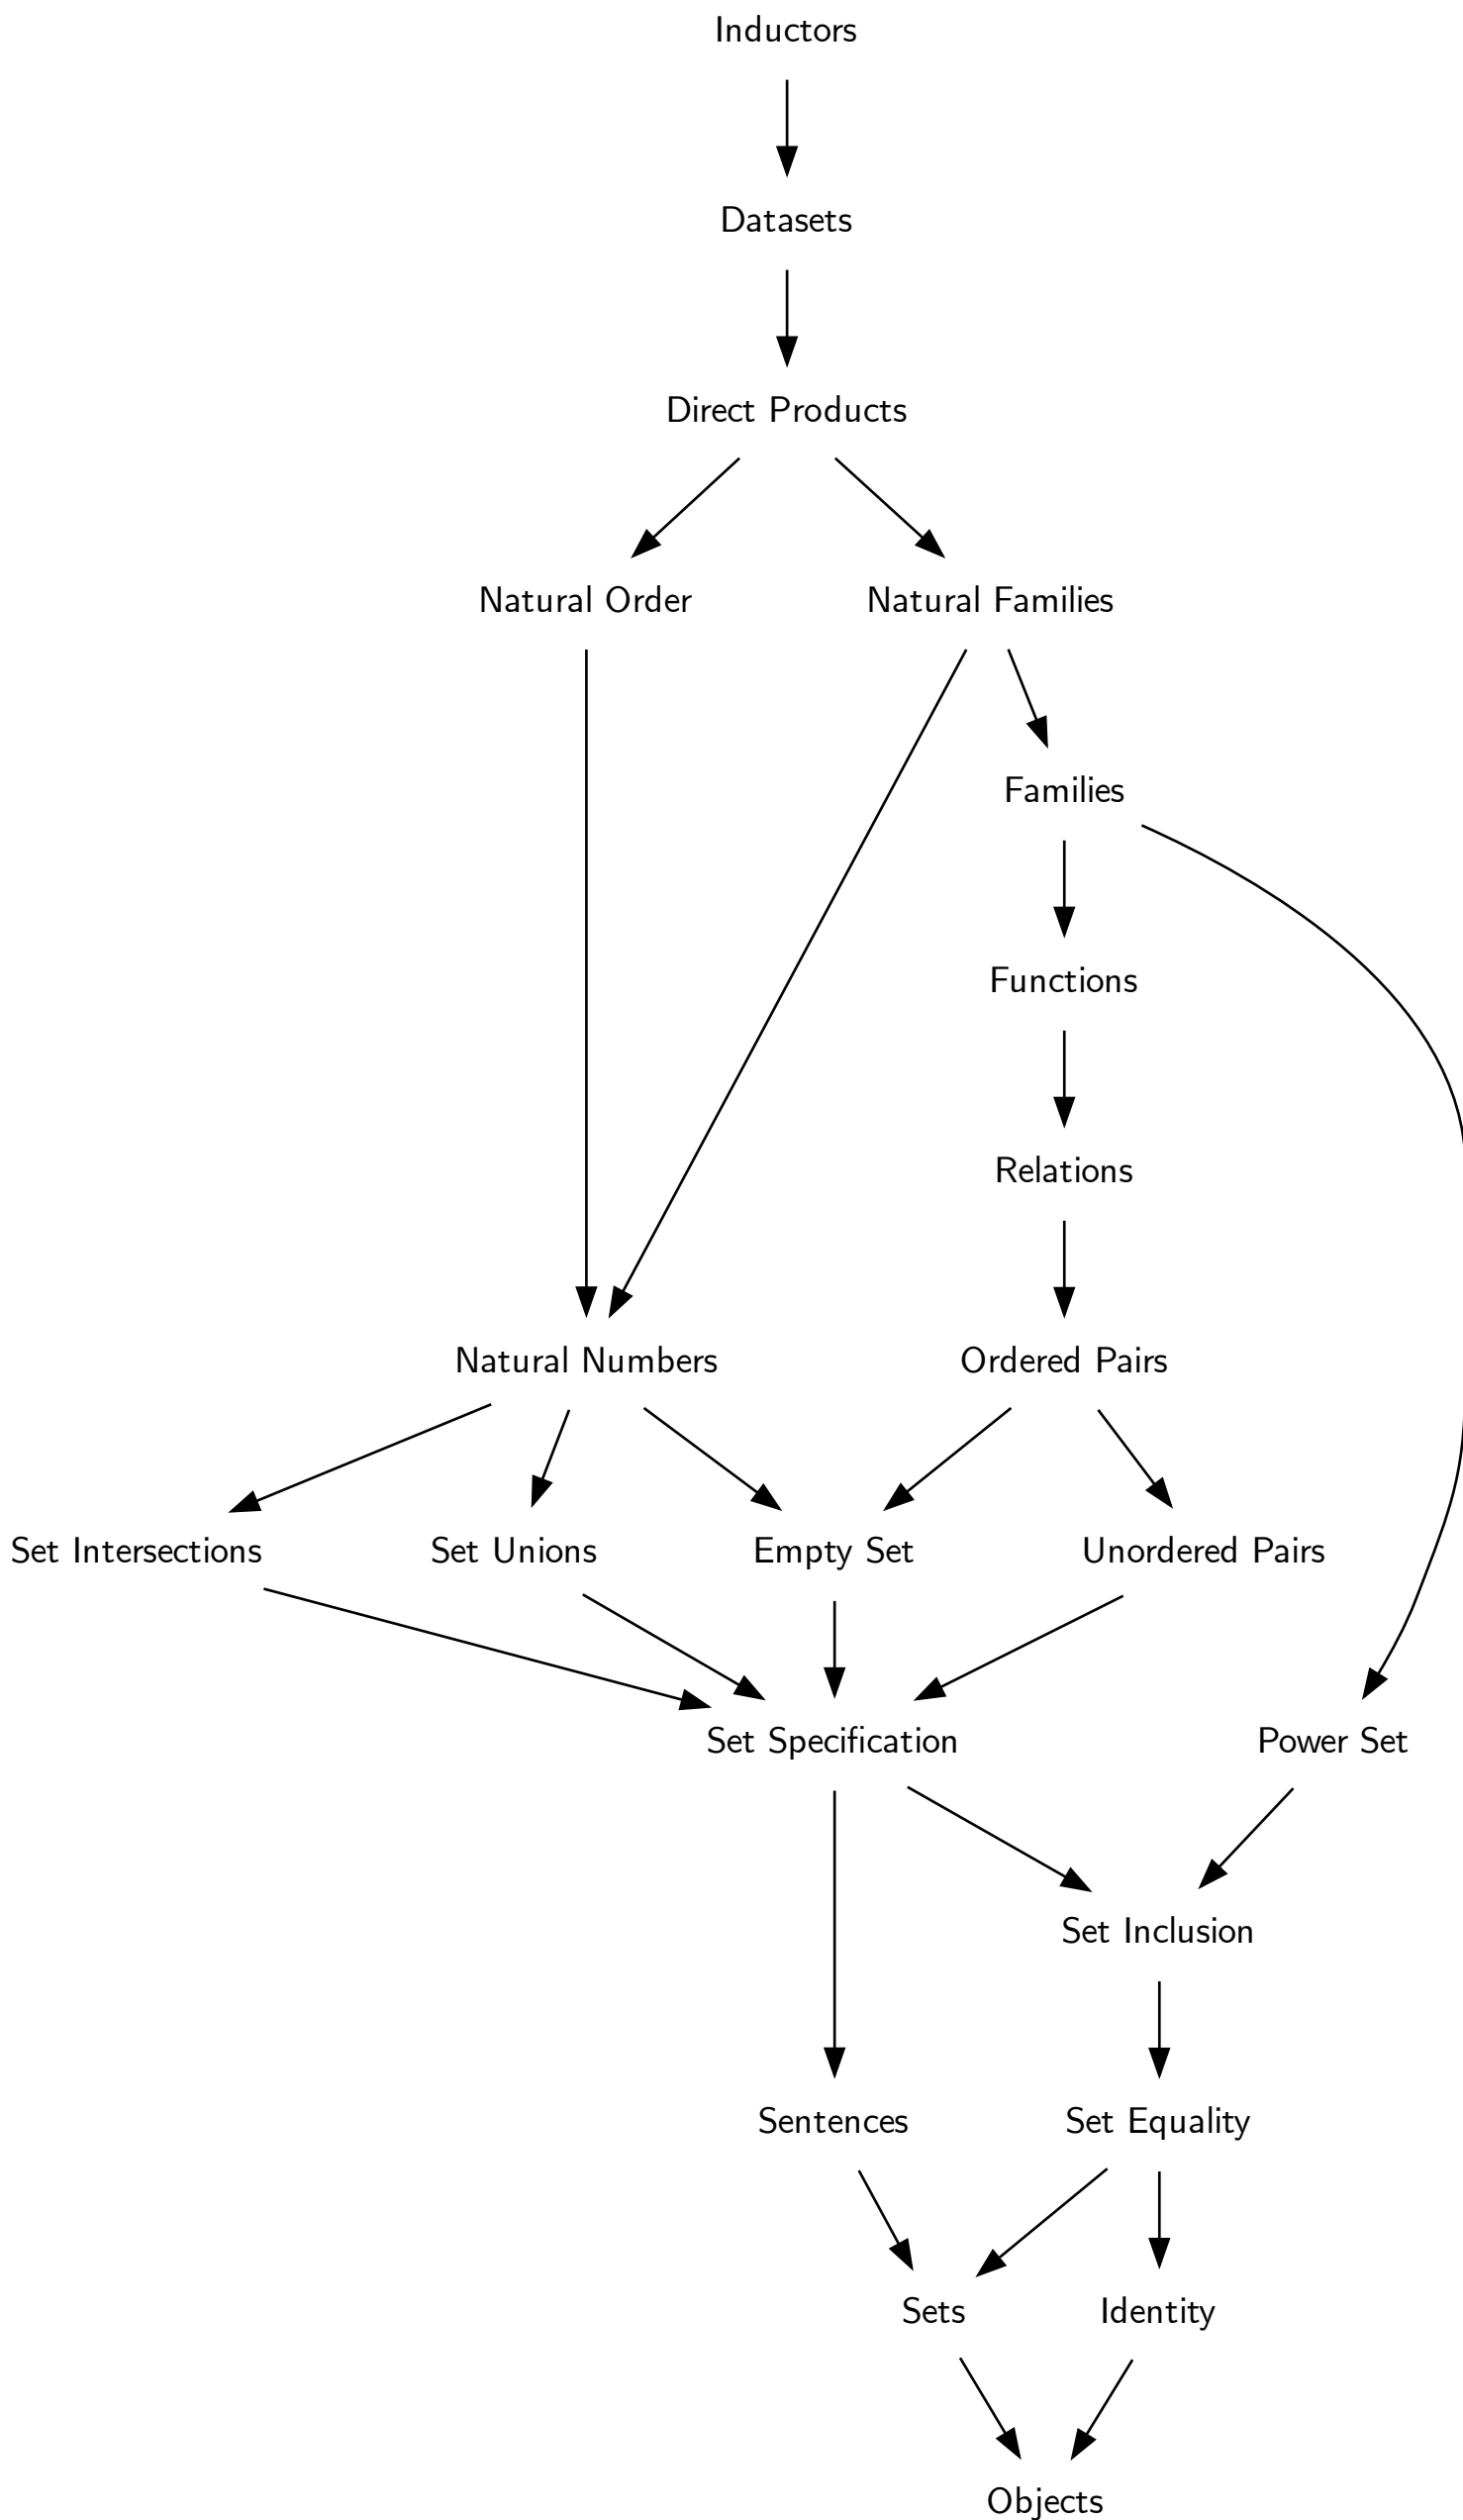 Inductors
Datasets
Direct Products
Natural Order
Natural Families
Families
Functions
Relations
Natural Numbers
Ordered Pairs
Set Intersections
Set Unions
Empty Set
Unordered Pairs
Set Specification
Power Set
Set Inclusion
Sentences
Set Equality
Sets
Identity
Objects